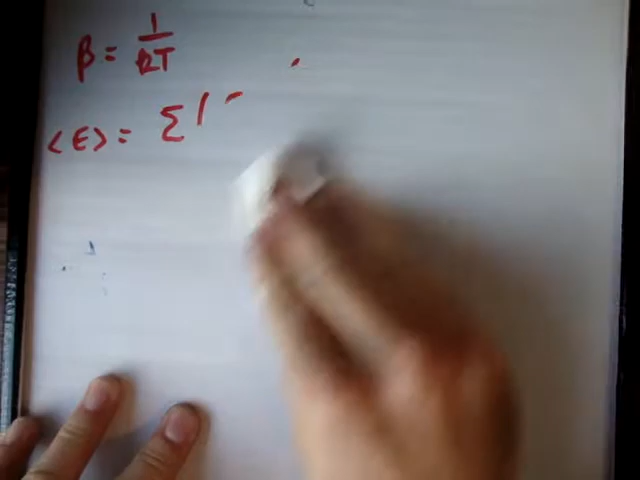 β = 1/kT
<E> = Σ